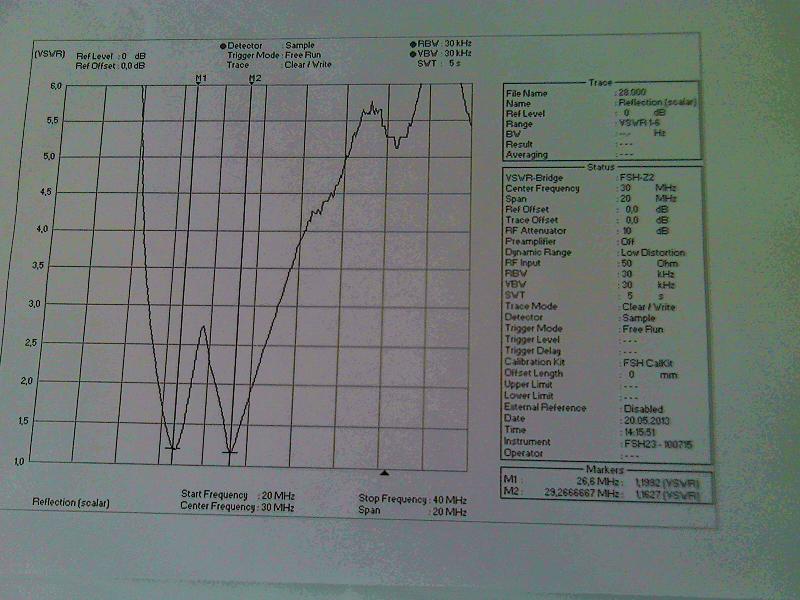 (VSWR)
Ref Level : 0 dB
Ref Offset : 0,0 dB
Detector : Sample
Trigger Mode : Free Run
Trace : Clear / Write
RBW : 30 kHz
VBW : 30 kHz
SWT : 5 s
M1 M2
6,0
5,5
5,0
4,5
4,0
3,5
3,0
2,5
2,0
1,5
1,0
Reflection (scalar)
Start Frequency : 20 MHz
Center Frequency : 30 MHz
Stop Frequency : 40 MHz
Span : 20 MHz
Trace
File Name : 28.000
Name : Reflection (scalar)
Ref Level : 0 dB
Range : VSWR 1-6
BW : --- Hz
Result : ---
Averaging : ---
Status
VSWR-Bridge : FSH-Z2
Center Frequency : 30 MHz
Span : 20 MHz
Ref Offset : 0,0 dB
Trace Offset : 0,0 dB
RF Attenuator : 10 dB
Preamplifier : Off
Dynamic Range : Low Distortion
RF Input : 50 Ohm
RBW : 30 kHz
VBW : 30 kHz
SWT : 5 s
Trace Mode : Clear / Write
Detector : Sample
Trigger Mode : Free Run
Trigger Level : ---
Trigger Delay : ---
Calibration Kit : FSH CalKit
Offset Length : 0 mm
Upper Limit : ---
Lower Limit : ---
External Reference : Disabled
Date : 20.05.2013
Time : 14:15:51
Instrument : FSH23 - 100715
Operator : ---
Markers
M1 : 26,6 MHz : 1,1992 (VSWR)
M2 : 29,2666667 MHz : 1,1627 (VSWR)